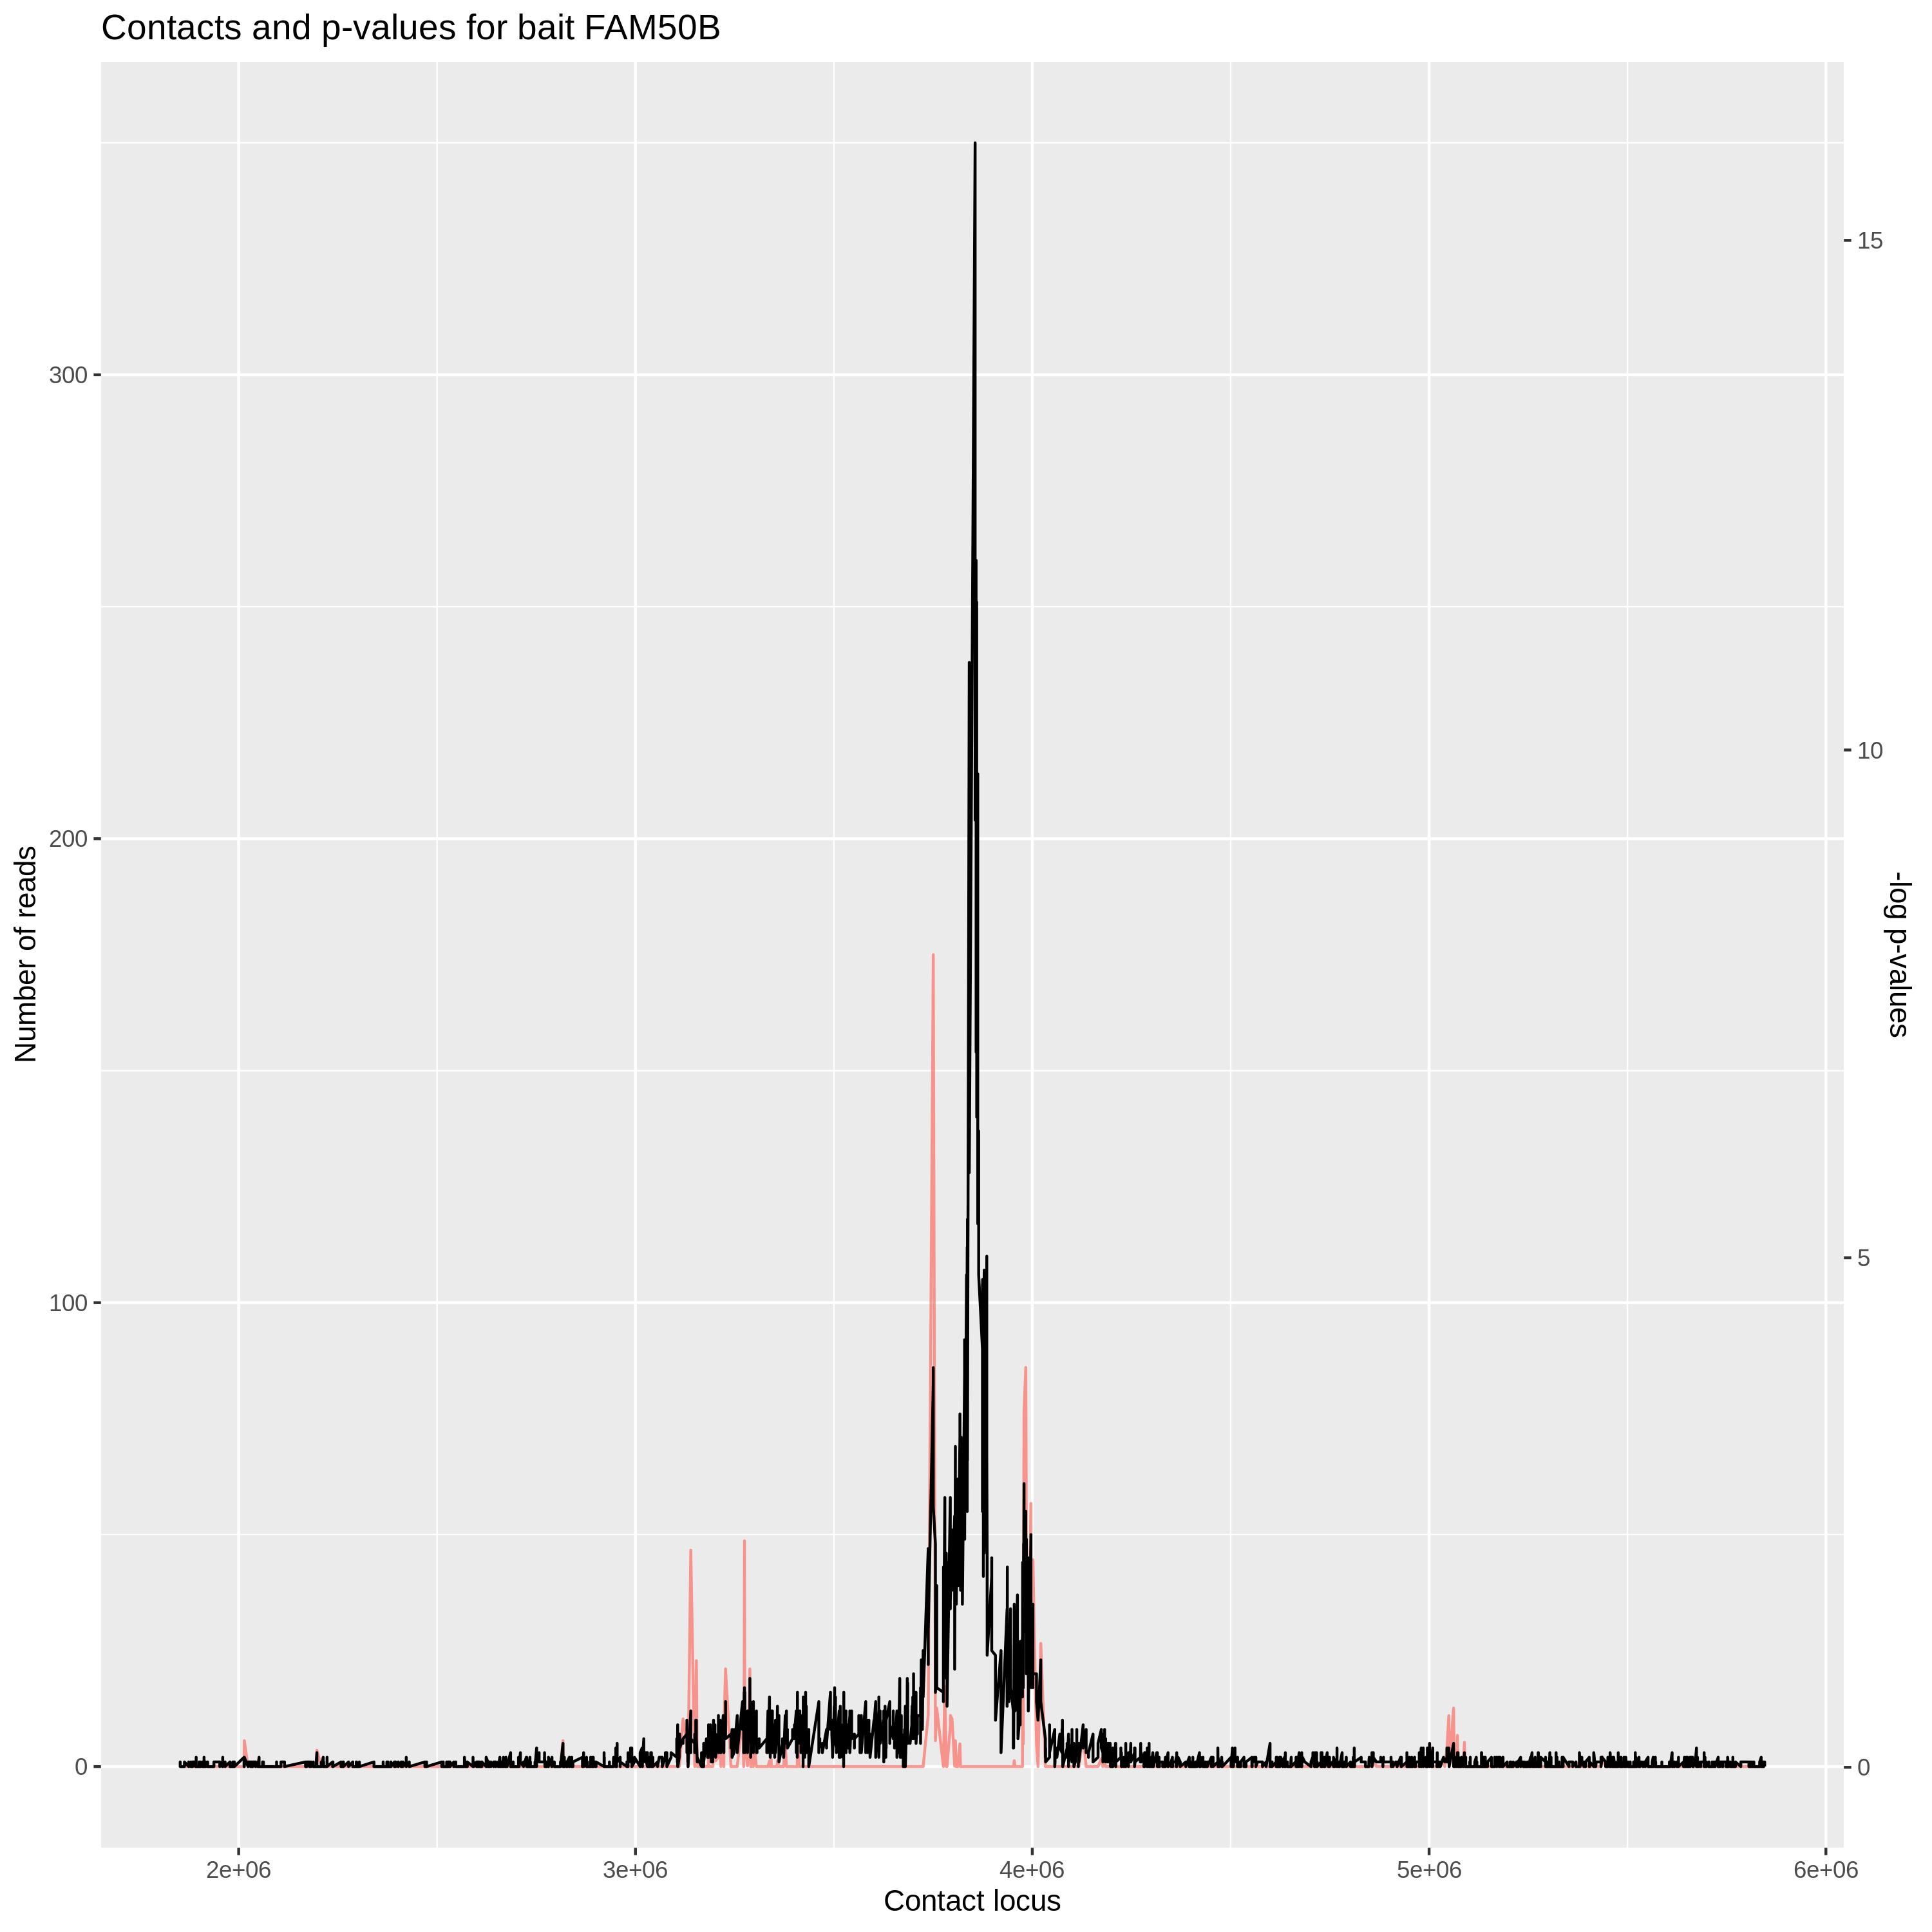 Contacts and p-values for bait FAM50B
300
200
100
0
Number of reads
15
10
5
0
-log p-values
2e+06 3e+06 4e+06 5e+06 6e+06
Contact locus